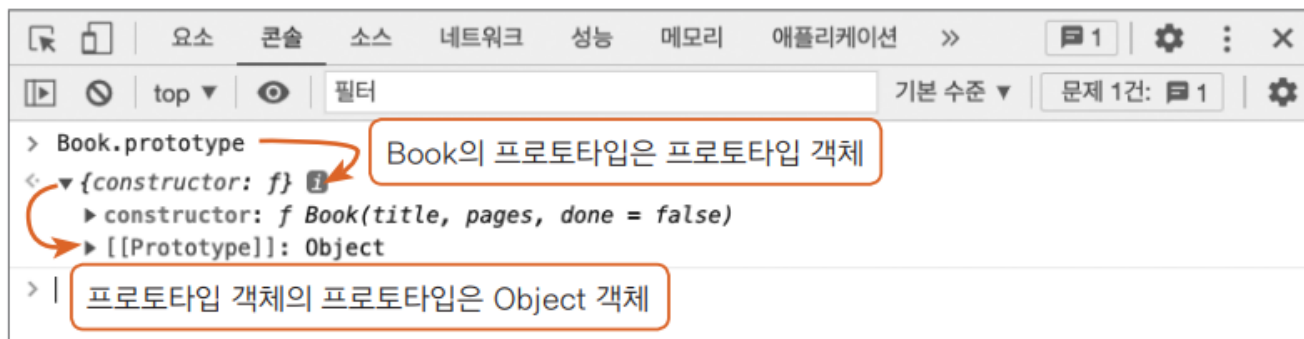 요소 콘솔 소스 네트워크 성능 메모리 애플리케이션 » 1
top ▼ 필터 기본 수준 ▼ 문제 1건: 1
> Book.prototype
Book의 프로토타입은 프로토타입 객체
▼ {constructor: f} i
▶ constructor: f Book(title, pages, done = false)
▶ [[Prototype]]: Object
>
프로토타입 객체의 프로토타입은 Object 객체